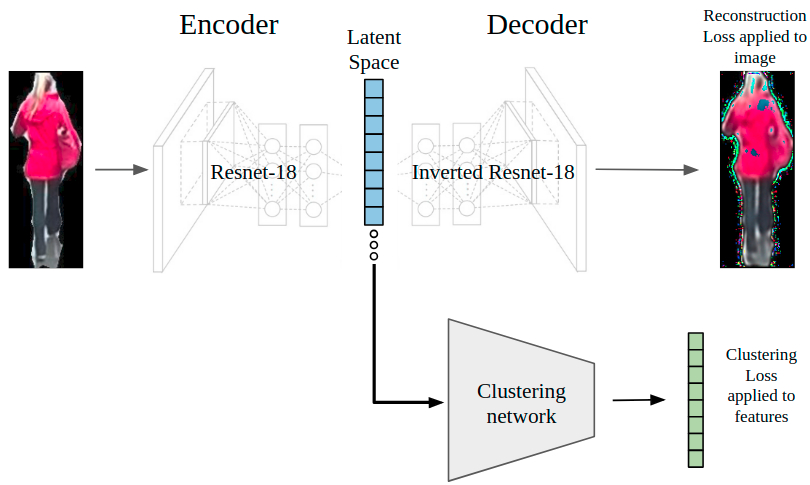 Encoder
Latent
Space
Decoder
Reconstruction
Loss applied to
image
Resnet-18
Inverted Resnet-18
Clustering
network
Clustering
Loss
applied to
features